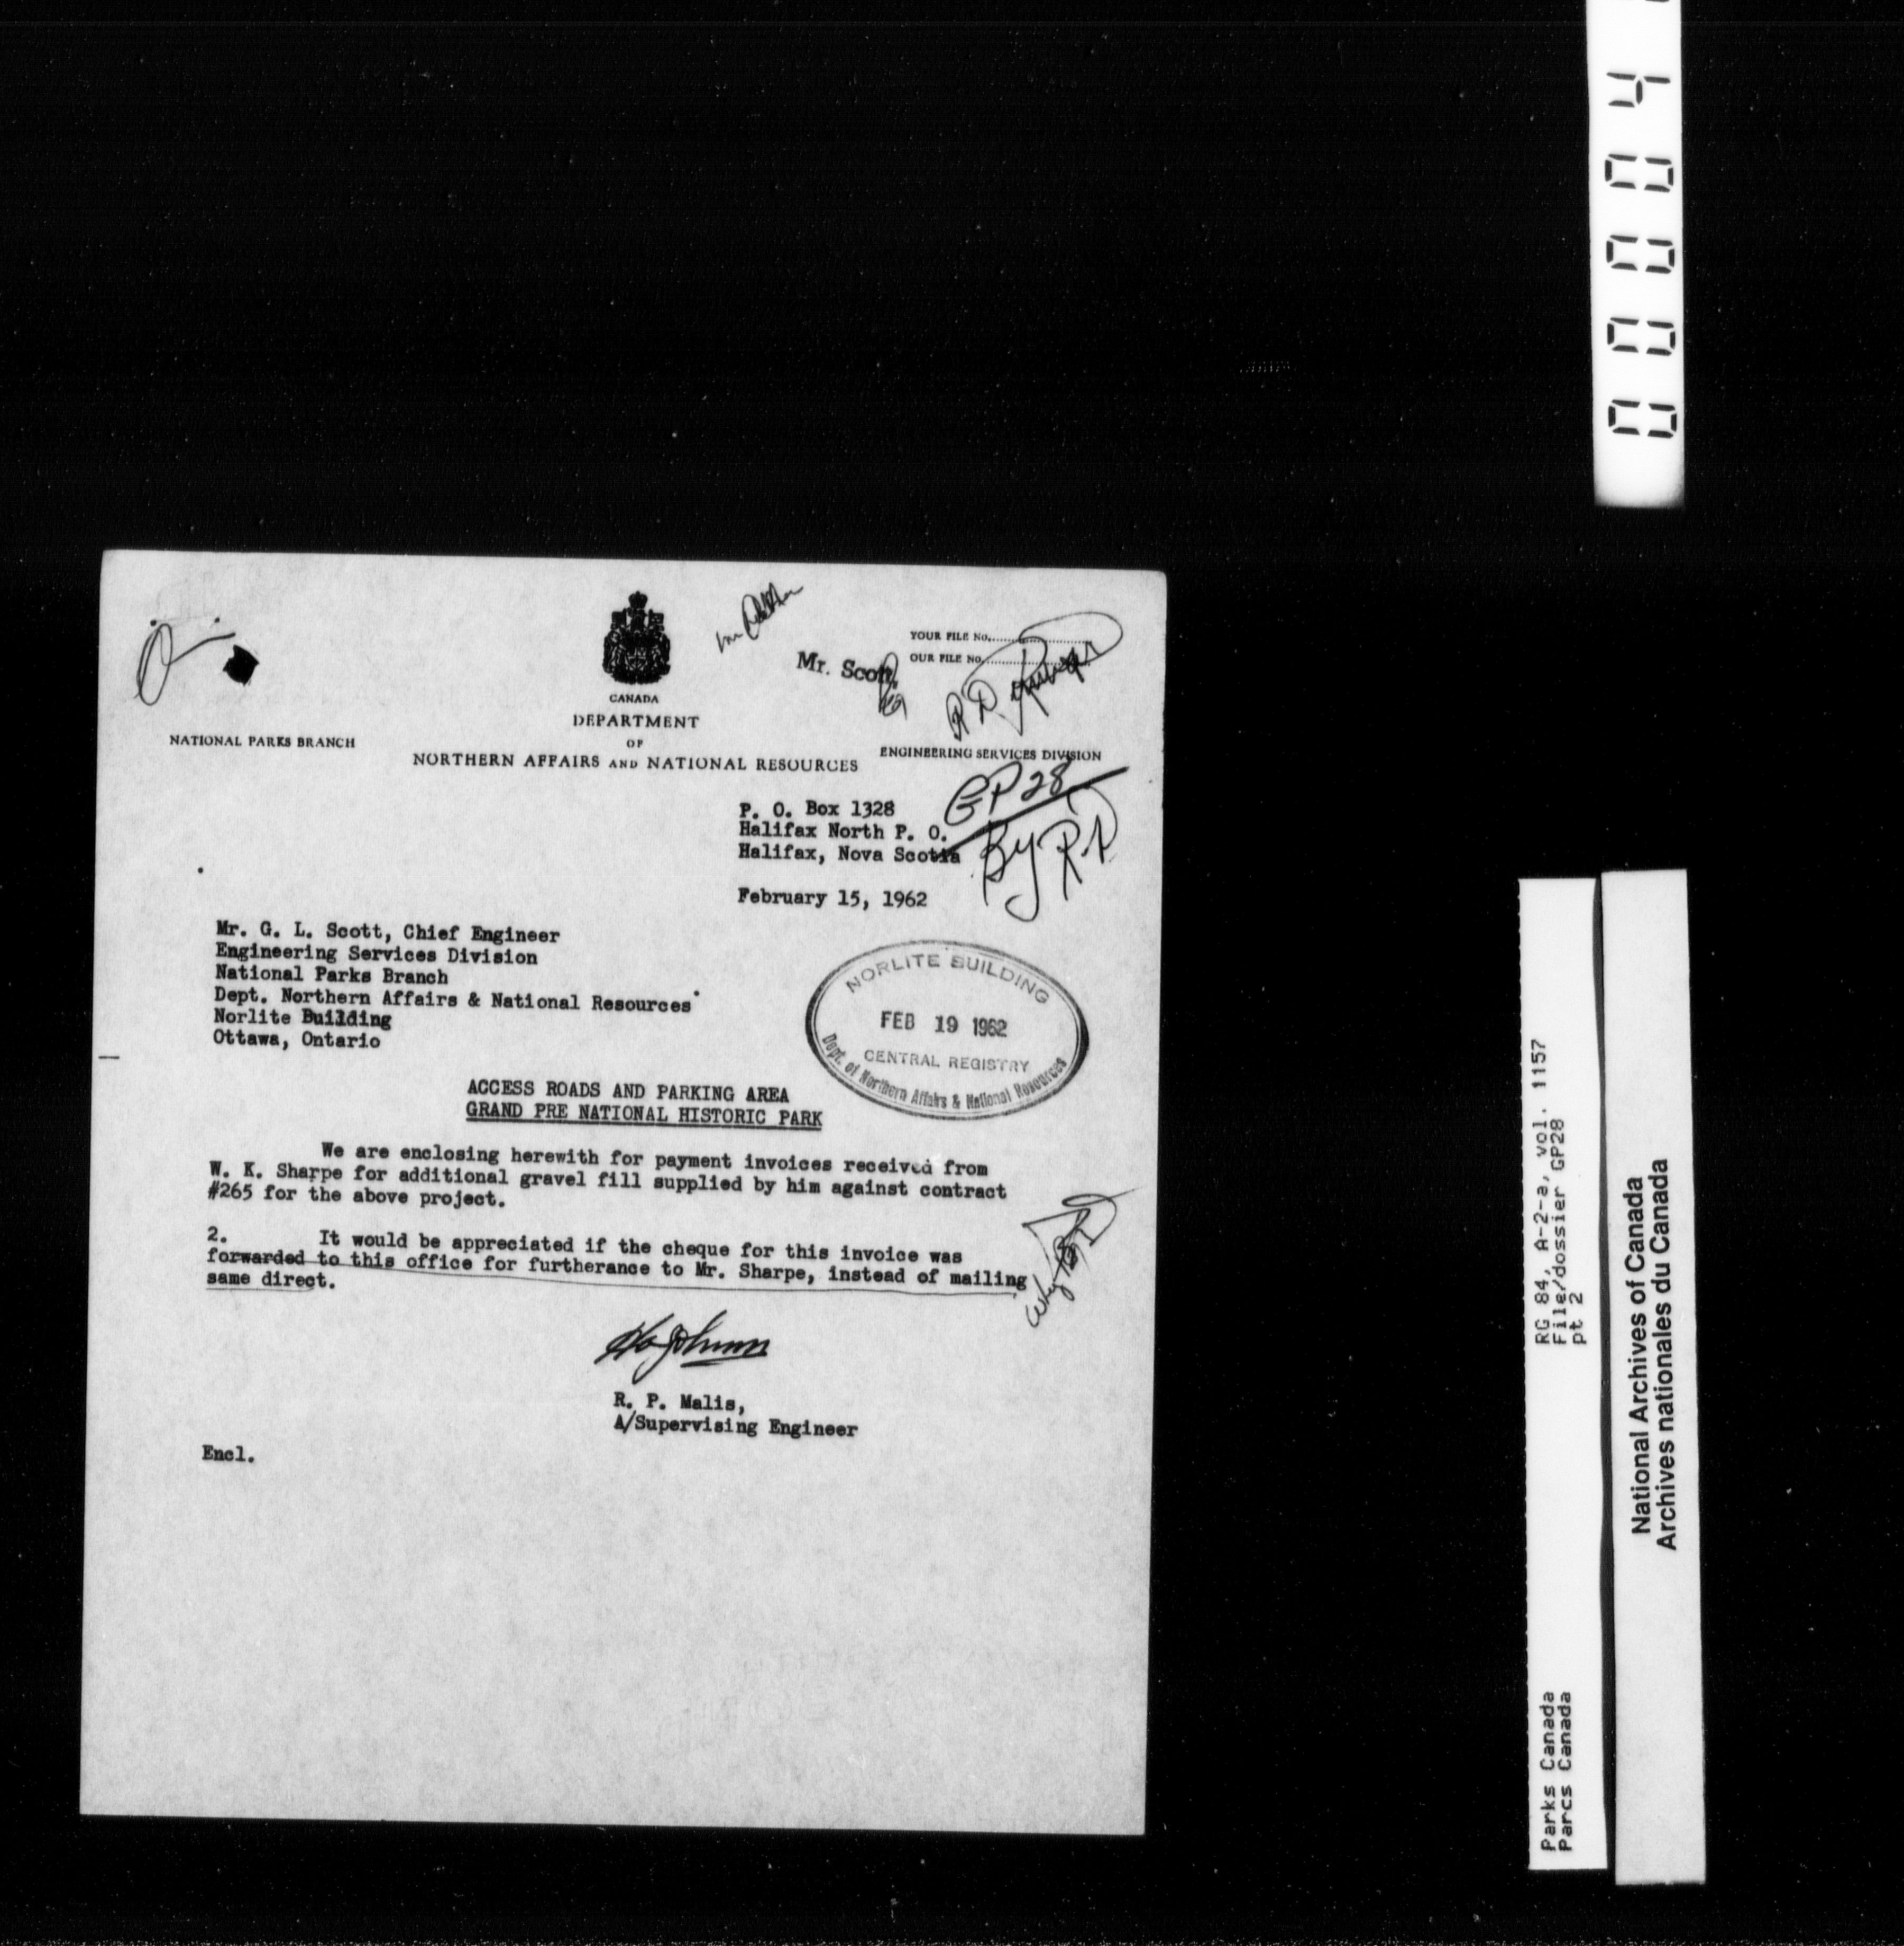 YOUR FILE No.
OUR FILE No.
Mr. Scott,
CANADA
DEPARTMENT
OF
NORTHERN AFFAIRS AND NATIONAL RESOURCES
NATIONAL PARKS BRANCH
ENGINEERING SERVICES DIVISION
GP28
By RD
P. O. Box 1328
Halifax North P. O.
Halifax, Nova Scotia
February 15, 1962
Mr. G. L. Scott, Chief Engineer
Engineering Services Division
National Parks Branch
Dept. Northern Affairs & National Resources
Norlite Building
Ottawa, Ontario
NORLITE BUILDING
FEB 19 1962
CENTRAL REGISTRY
Dept. of Northern Affairs & National Resources
ACCESS ROADS AND PARKING AREA
GRAND PRE NATIONAL HISTORIC PARK
We are enclosing herewith for payment invoices received from
W. K. Sharpe for additional gravel fill supplied by him against contract
#265 for the above project.
2. It would be appreciated if the cheque for this invoice was
forwarded to this office for furtherance to Mr. Sharpe, instead of mailing
same direct.
Why
R. P. Malis,
A/Supervising Engineer
Encl.
00004
RG 84, A-2-a, vol. 1157
File/dossier GP28
pt 2
Parks Canada
Parcs Canada
National Archives of Canada
Archives nationales du Canada